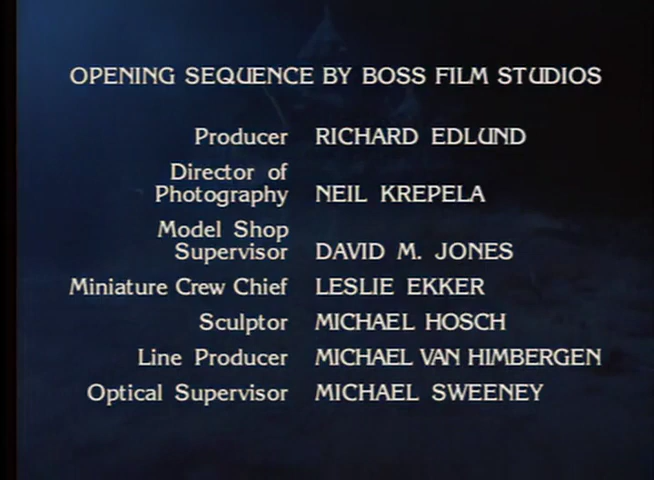 OPENING SEQUENCE BY BOSS FILM STUDIOS
Producer RICHARD EDLUND
Director of
Photography NEIL KREPELA
Model Shop
Supervisor DAVID M. JONES
Miniature Crew Chief LESLIE EKKER
Sculptor MICHAEL HOSCH
Line Producer MICHAEL VAN HIMBERGEN
Optical Supervisor MICHAEL SWEENEY